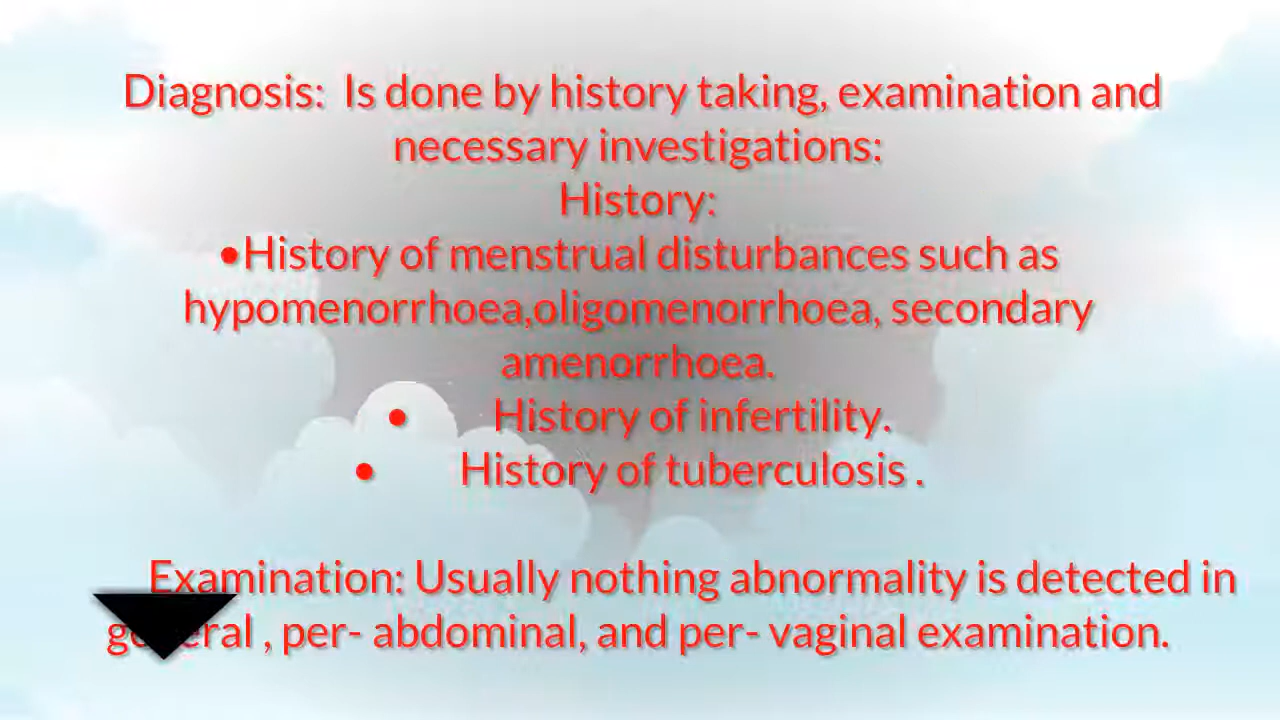 Diagnosis: Is done by history taking, examination and
necessary investigations:
History:
•History of menstrual disturbances such as
hypomenorrhoea,oligomenorrhoea, secondary
amenorrhoea.
• History of infertility.
• History of tuberculosis .
Examination: Usually nothing abnormality is detected in
general , per- abdominal, and per- vaginal examination.